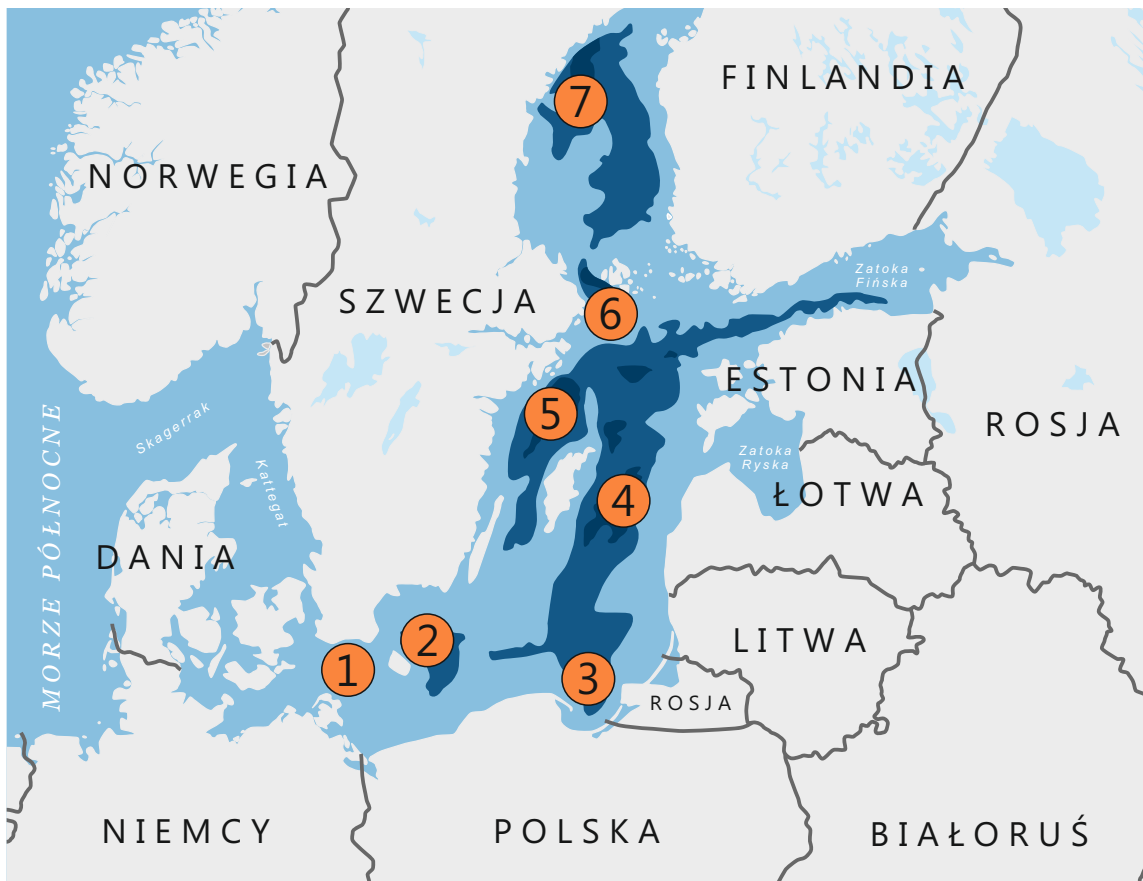 7
FINLANDIA
NORWEGIA
Zatoka
Fińska
SZWECJA
6
ESTONIA
5
Skagerrak
MORZE PÓŁNOCNE
ROSJA
Kattegat
Zatoka
Ryska
4
ŁOTWA
DANIA
2
LITWA
1
3
ROSJA
NIEMCY
POLSKA
BIAŁORUŚ